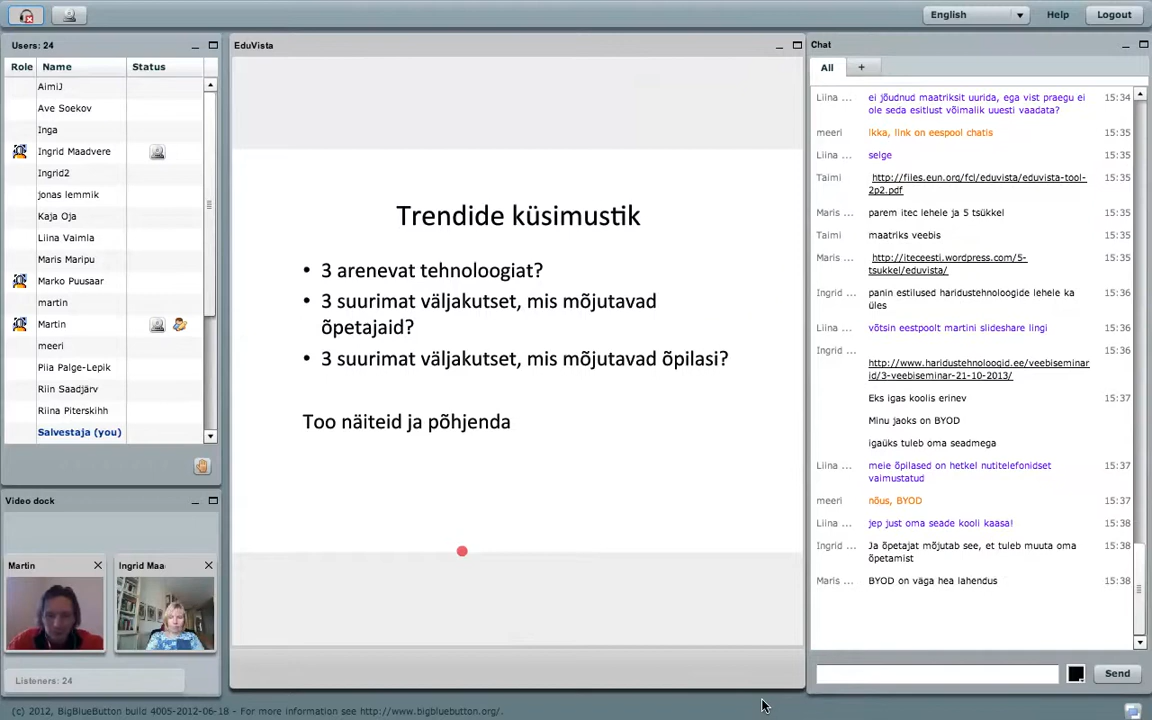 English
Help
Logout
Users: 24
Role Name Status
AimiJ
Ave Soekov
Inga
Ingrid Maadvere
Ingrid2
jonas lemmik
Kaja Oja
Liina Vaimla
Maris Maripu
Marko Puusaar
martin
Martin
meeri
Piia Palge-Lepik
Riin Saadjärv
Riina Piterskihh
Salvestaja (you)
Video dock
Martin
Ingrid Maa
Listeners: 24
EduVista
Trendide küsimustik
• 3 arenevat tehnoloogiat?
• 3 suurimat väljakutset, mis mõjutavad
õpetajaid?
• 3 suurimat väljakutset, mis mõjutavad õpilasi?
Too näiteid ja põhjenda
Chat
All +
Liina ... ei jõudnud maatriksit uurida, ega vist praegu ei 15:34
ole seda esitlust võimalik uuesti vaadata?
meeri Ikka, link on eespool chatis 15:35
Liina ... selge 15:35
Taimi http://files.eun.org/fcl/eduvista/eduvista-tool- 15:35
2p2.pdf
Maris ... parem itec lehele ja 5 tsükkel 15:35
Taimi maatriks veebis 15:35
Maris ... http://iteceesti.wordpress.com/5- 15:35
tsukkel/eduvista/
Ingrid ... panin estilused haridustehnoloogide lehele ka 15:36
üles
Liina ... võtsin eestpoolt martini slideshare lingi 15:36
Ingrid ... 15:36
http://www.haridustehnoloogid.ee/veebiseminar
id/3-veebiseminar-21-10-2013/
Eks igas koolis erinev 15:37
Minu jaoks on BYOD
igaüks tuleb oma seadmega
Liina ... meie õpilased on hetkel nutitelefonidset 15:37
vaimustatud
meeri nõus, BYOD 15:37
Liina ... jep just oma seade kooli kaasa! 15:38
Ingrid ... Ja õpetajat mõjutab see, et tuleb muuta oma 15:38
õpetamist
Maris ... BYOD on väga hea lahendus 15:38
Send
(c) 2012, BigBlueButton build 4005-2012-06-18 - For more information see http://www.bigbluebutton.org/.